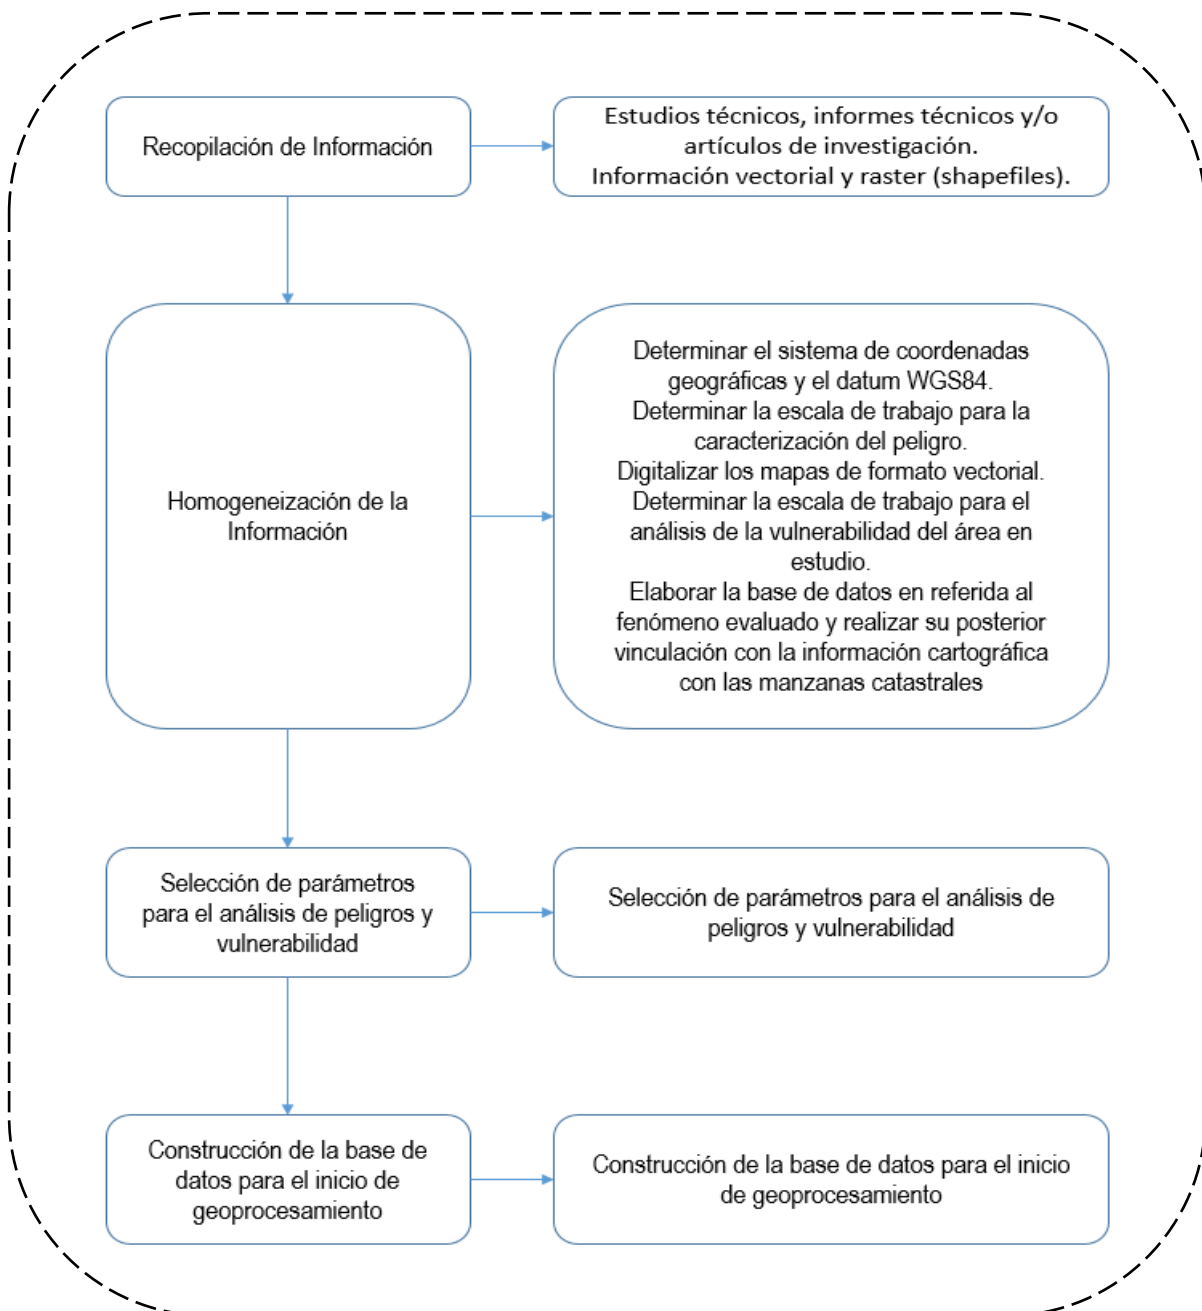 Recopilación de Información
Estudios técnicos, informes técnicos y/o
artículos de investigación.
Información vectorial y raster (shapefiles).
Homogeneización de la
Información
Determinar el sistema de coordenadas
geográficas y el datum WGS84.
Determinar la escala de trabajo para la
caracterización del peligro.
Digitalizar los mapas de formato vectorial.
Determinar la escala de trabajo para el
análisis de la vulnerabilidad del área en
estudio.
Elaborar la base de datos en referida al
fenómeno evaluado y realizar su posterior
vinculación con la información cartográfica
con las manzanas catastrales
Selección de parámetros
para el análisis de peligros y
vulnerabilidad
Selección de parámetros para el análisis de
peligros y vulnerabilidad
Construcción de la base de
datos para el inicio de
geoprocesamiento
Construcción de la base de datos para el inicio
de geoprocesamiento